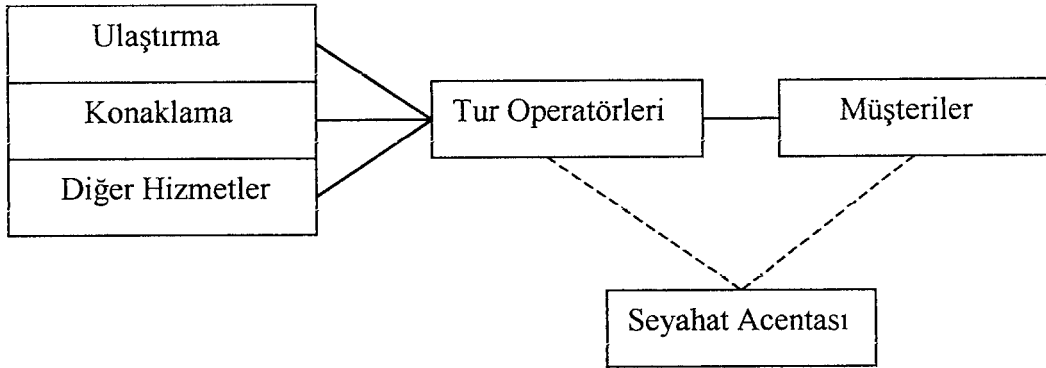 Ulaştırma
Konaklama
Diğer Hizmetler
Tur Operatörleri
Müşteriler
Seyahat Acentası